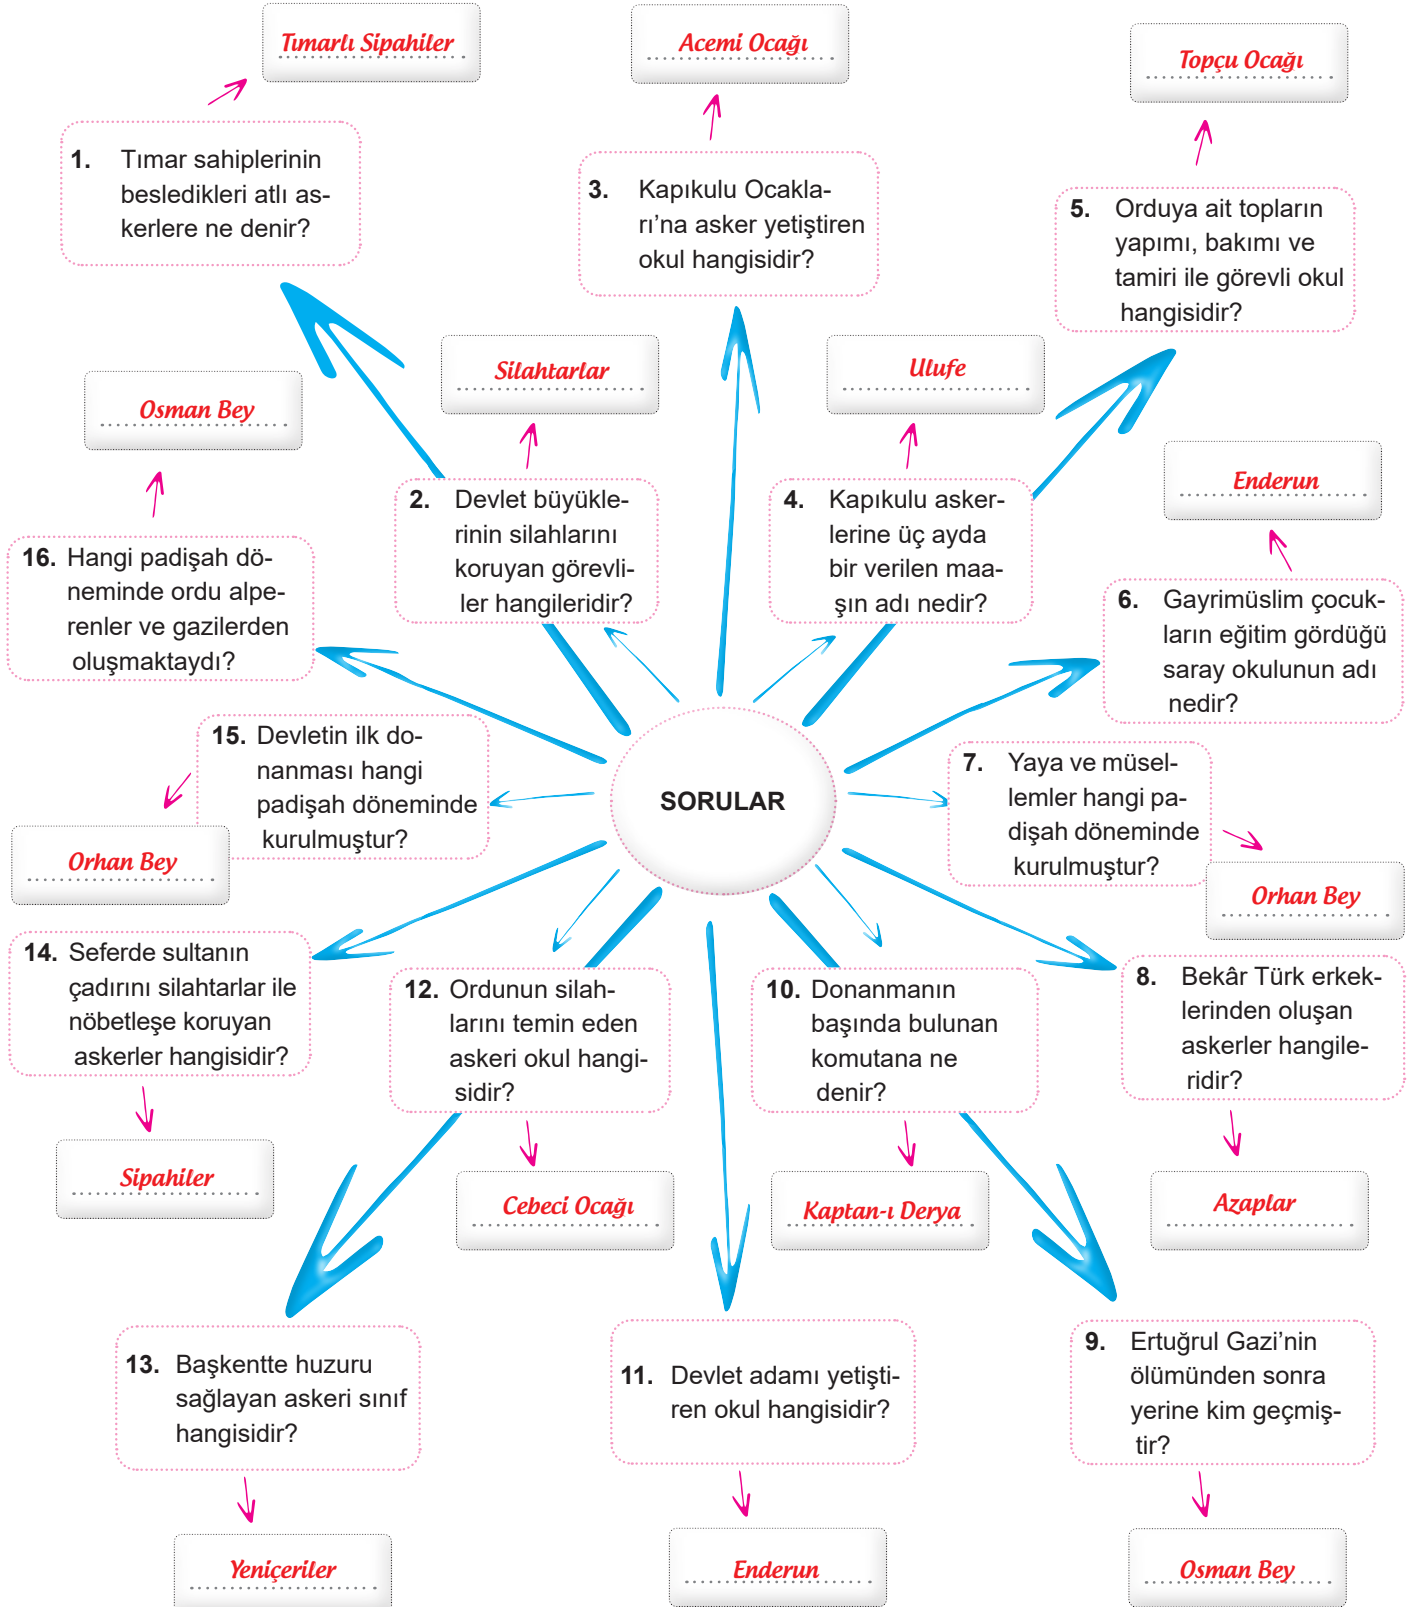 Tımarlı Sipahiler
1. Tımar sahiplerinin
besledikleri atlı as-
kerlere ne denir?
Acemi Ocağı
3. Kapıkulu Ocakla-
rı’na asker yetiştiren
okul hangisidir?
Topçu Ocağı
5. Orduya ait topların
yapımı, bakımı ve
tamiri ile görevli okul
hangisidir?
Silahtarlar
2. Devlet büyükle-
rinin silahlarını
koruyan görevli-
ler hangileridir?
Ulufe
4. Kapıkulu asker-
lerine üç ayda
bir verilen maa-
şın adı nedir?
Osman Bey
16. Hangi padişah dö-
neminde ordu alpe-
renler ve gazilerden
oluşmaktaydı?
Enderun
6. Gayrimüslim çocuk-
ların eğitim gördüğü
saray okulunun adı
nedir?
15. Devletin ilk do-
nanması hangi
padişah döneminde
kurulmuştur?
Orhan Bey
SORULAR
7. Yaya ve müsel-
lemler hangi pa-
dişah döneminde
kurulmuştur?
Orhan Bey
14. Seferde sultanın
çadırını silahtarlar ile
nöbetleşe koruyan
askerler hangisidir?
Sipahiler
12. Ordunun silah-
larını temin eden
askeri okul hangi-
sidir?
Cebeci Ocağı
10. Donanmanın
başında bulunan
komutana ne
denir?
Kaptan-ı Derya
8. Bekâr Türk erkek-
lerinden oluşan
askerler hangile-
ridir?
Azaplar
13. Başkentte huzuru
sağlayan askeri sınıf
hangisidir?
Yeniçeriler
11. Devlet adamı yetişti-
ren okul hangisidir?
Enderun
9. Ertuğrul Gazi’nin
ölümünden sonra
yerine kim geçmiş-
tir?
Osman Bey